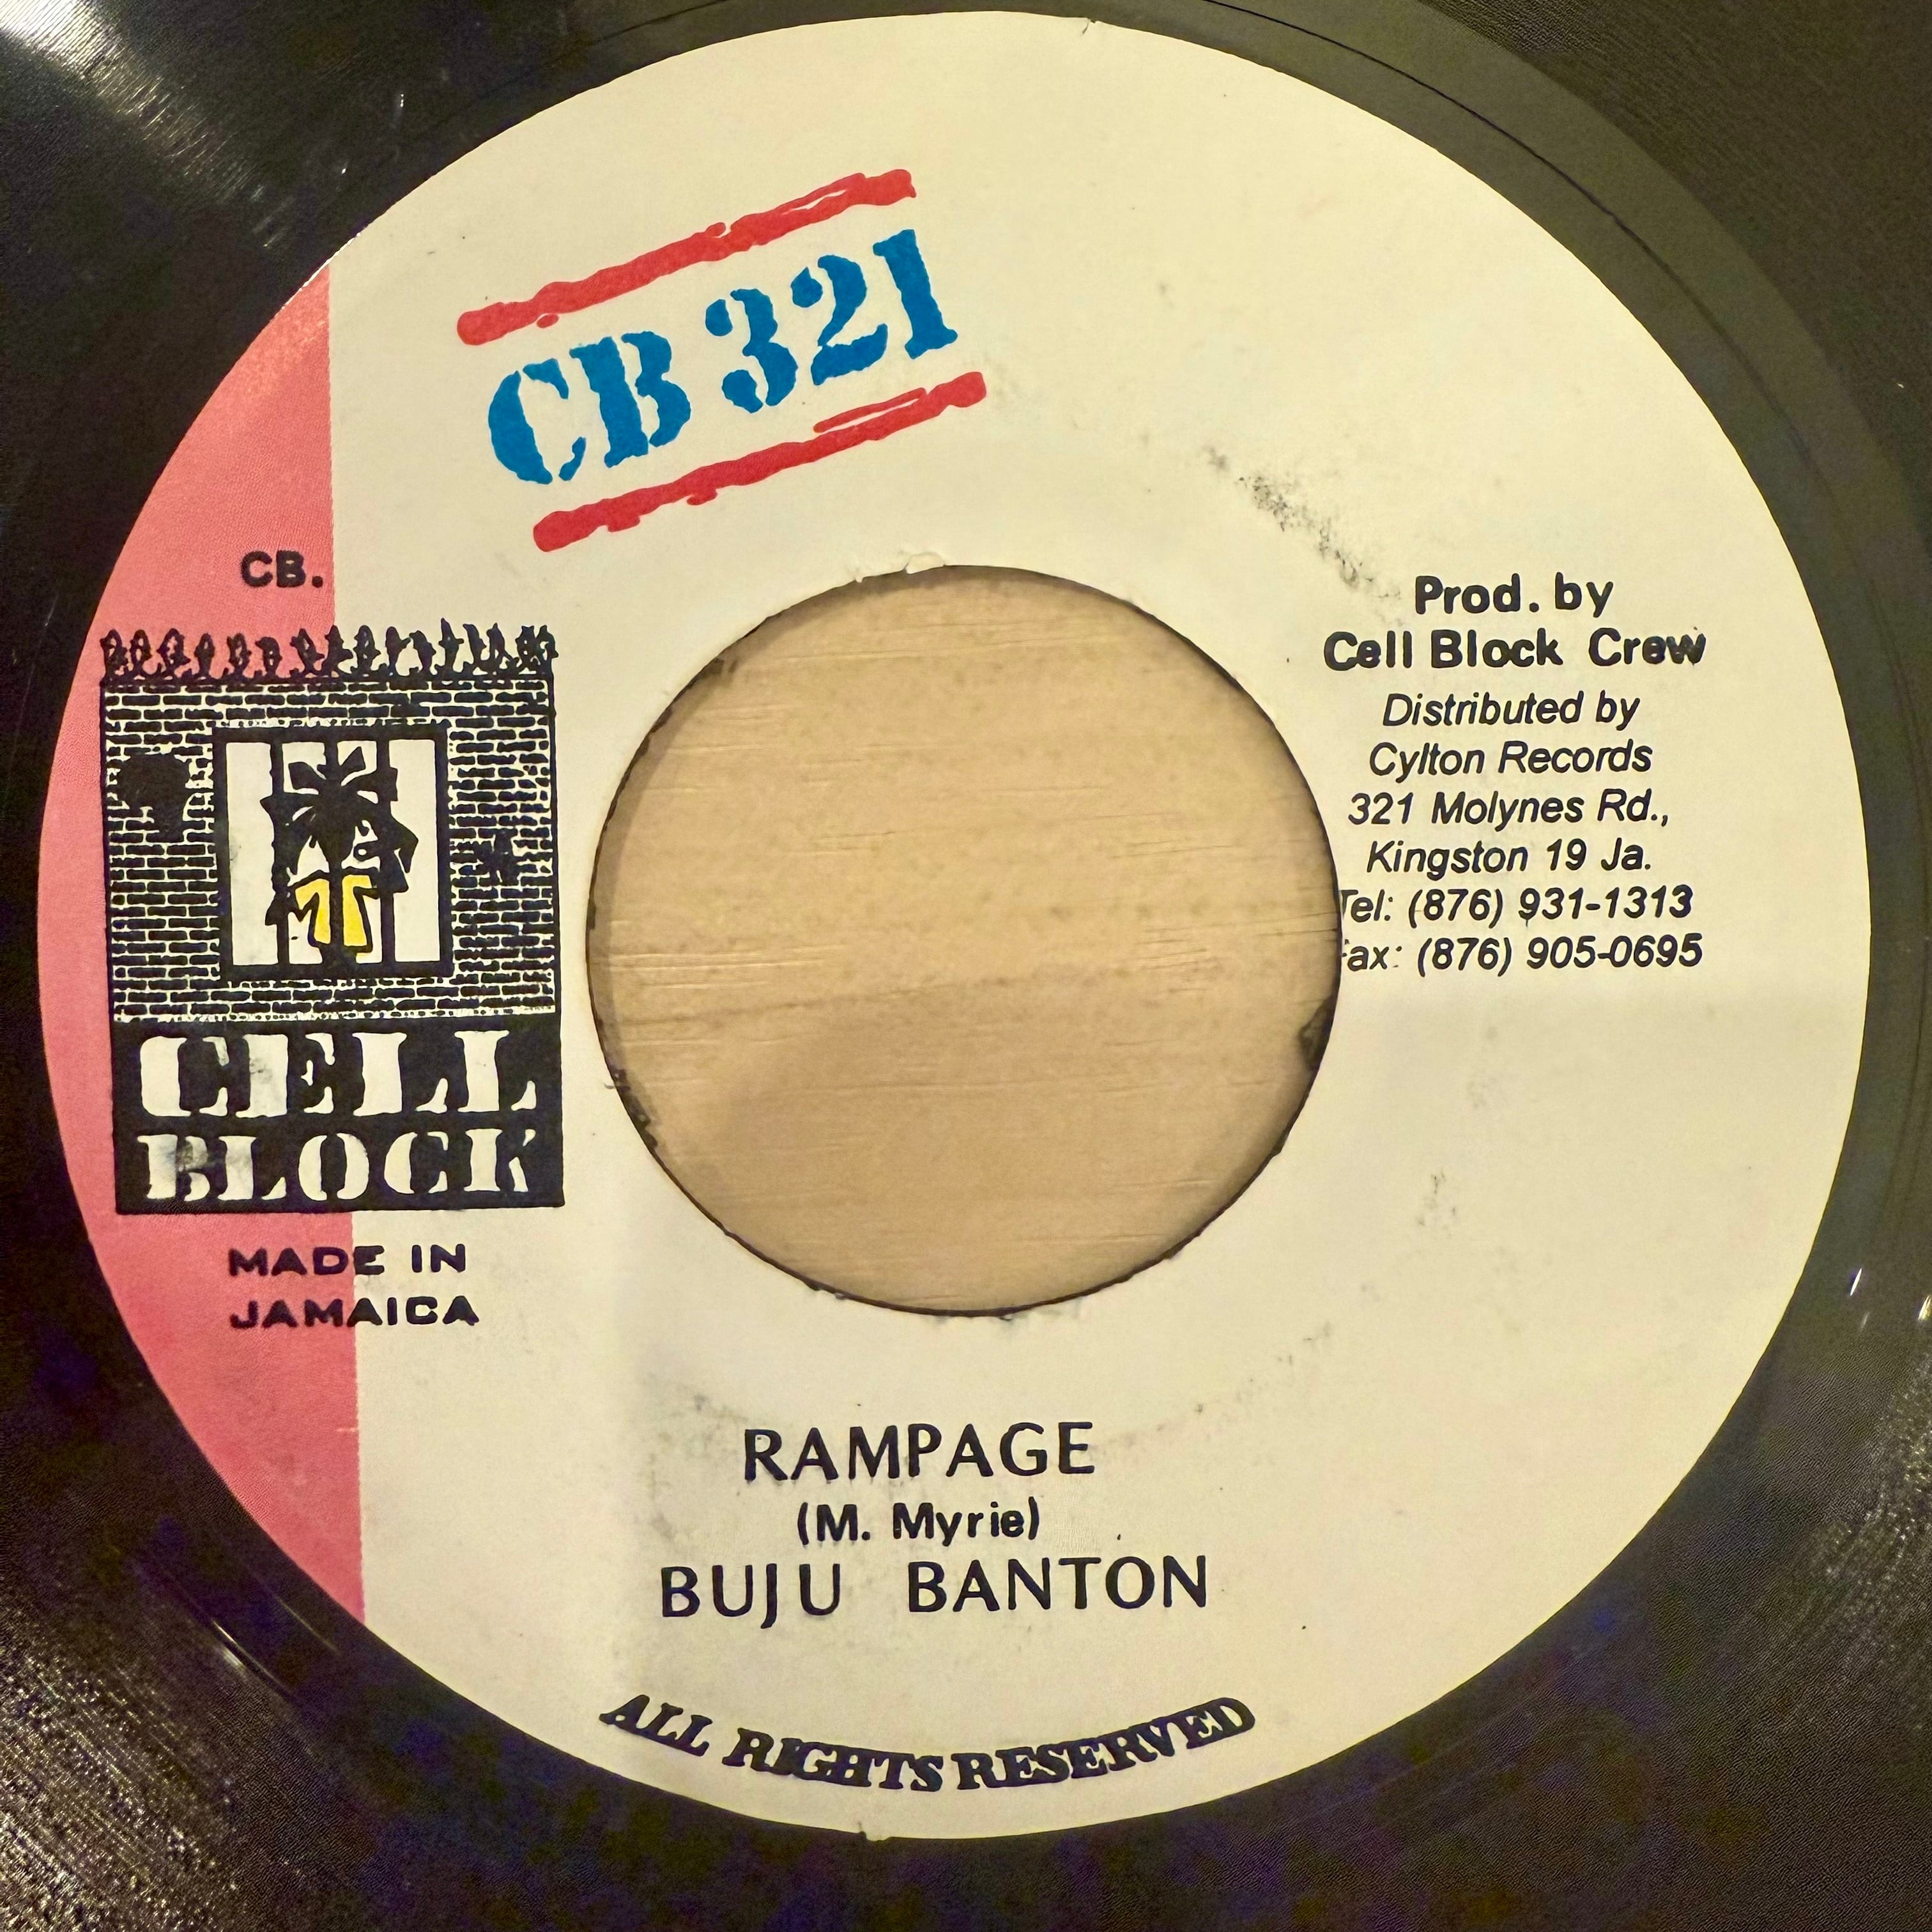 CB 321
CB.
CELL
BLOCK
MADE IN
JAMAICA
Prod. by
Cell Block Crew
Distributed by
Cylton Records
321 Molynes Rd.,
Kingston 19 Ja.
Tel: (876) 931-1313
ax: (876) 905-0695
RAMPAGE
(M. Myrie)
BUJU BANTON
ALL RIGHTS RESERVED